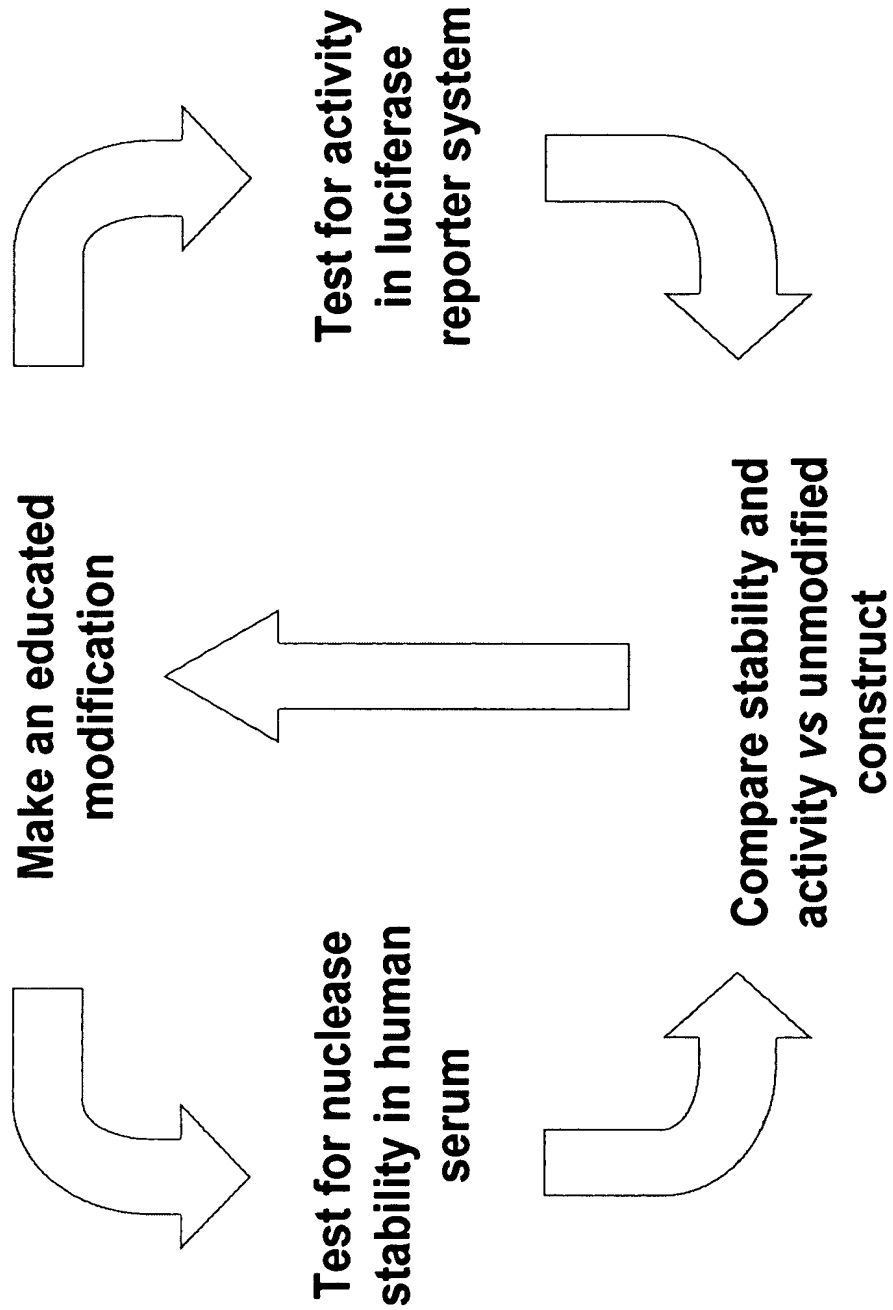 Make an educated
modification
Test for nuclease
stability in human
serum
Test for activity
in luciferase
reporter system
Compare stability and
activity vs unmodified
construct